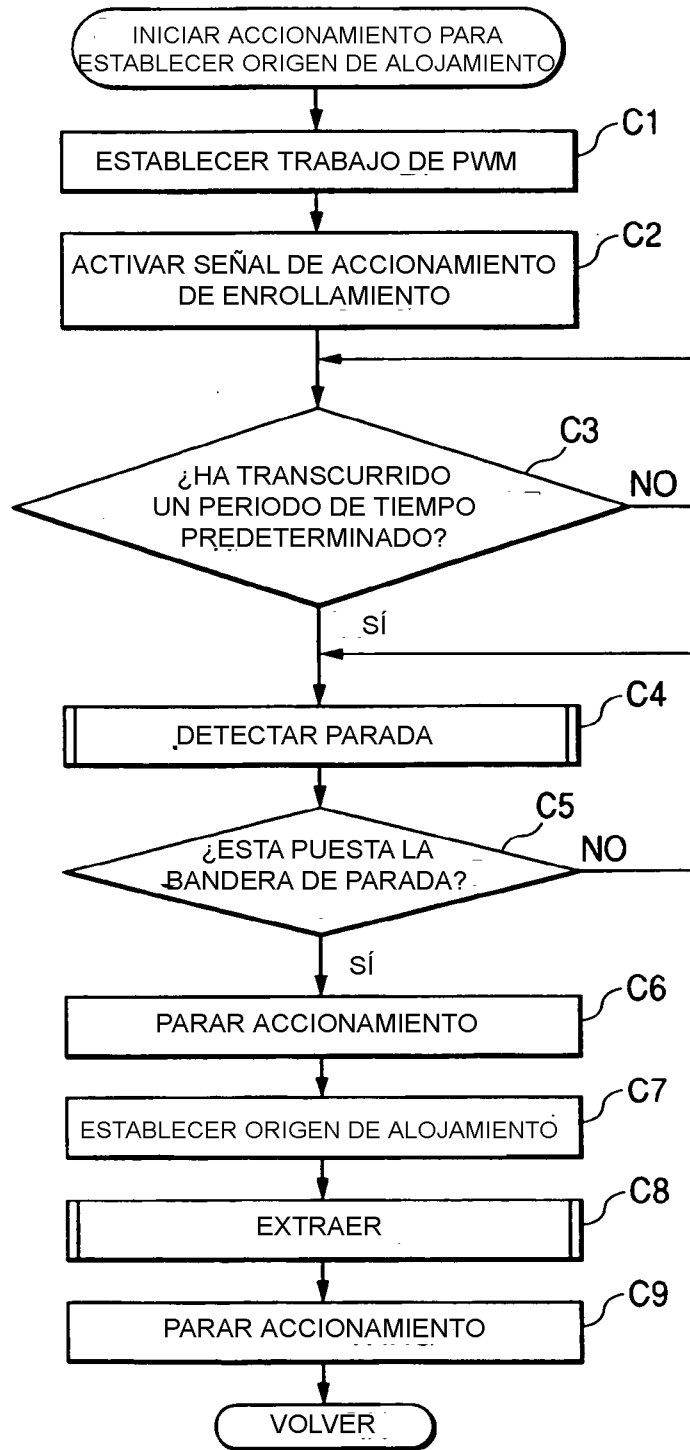 INICIAR ACCIONAMIENTO PARA
ESTABLECER ORIGEN DE ALOJAMIENTO
C1
ESTABLECER TRABAJO DE PWM
C2
ACTIVAR SEÑAL DE ACCIONAMIENTO
DE ENROLLAMIENTO
C3
¿HA TRANSCURRIDO
UN PERIODO DE TIEMPO
PREDETERMINADO?
NO
SÍ
C4
DETECTAR PARADA
C5
¿ESTA PUESTA LA
BANDERA DE PARADA?
NO
SÍ
C6
PARAR ACCIONAMIENTO
C7
ESTABLECER ORIGEN DE ALOJAMIENTO
C8
EXTRAER
C9
PARAR ACCIONAMIENTO
VOLVER